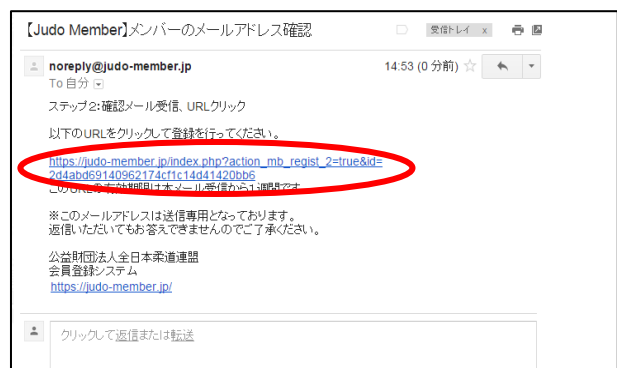 【Judo Member】メンバーのメールアドレス確認
受信トレイ x
noreply@judo-member.jp
14:53 (0 分前)
To 自分
ステップ2:確認メール受信、URLクリック
以下のURLをクリックして登録を行ってください。
https://judo-member.jp/index.php?action_mb_regist_2=true&id=
2d4abd69140962174cf1c14d41420bb6
このURLの有効期限は本メール受信から1週間です。
※このメールアドレスは送信専用となっております。
返信いただいてもお答えできませんのでご了承ください。
公益財団法人全日本柔道連盟
会員登録システム
https://judo-member.jp/
クリックして返信または転送